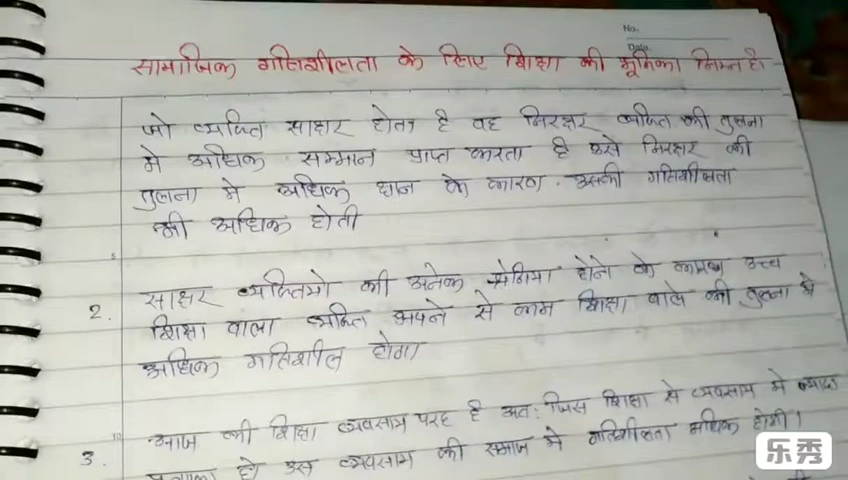 No.
Date.
सामाजिक गतिशीलता के लिए शिक्षा की भूमिका निम्न है।
जो व्यक्ति साक्षर होता है वह निरक्षर व्यक्ति की तुलना
मे अधिक सम्मान प्राप्त करता है उसे निरक्षर की
तुलना मे अधिक ज्ञान के कारण उसकी गतिशीलता
भी अधिक होती
2. साक्षर व्यक्तियो की अनेक श्रेणिया होने के कारण उच्च
शिक्षा वाला व्यक्ति अपने से कम शिक्षा वाले की तुलना मे
अधिक गतिशील होगा
3. आज की शिक्षा व्यवसाय परह है अतः जिस शिक्षा से व्यवसाय मे ज्यादा
हो उस व्यवसाय की समाज मे गतिशीलता अधिक होगी।
乐秀